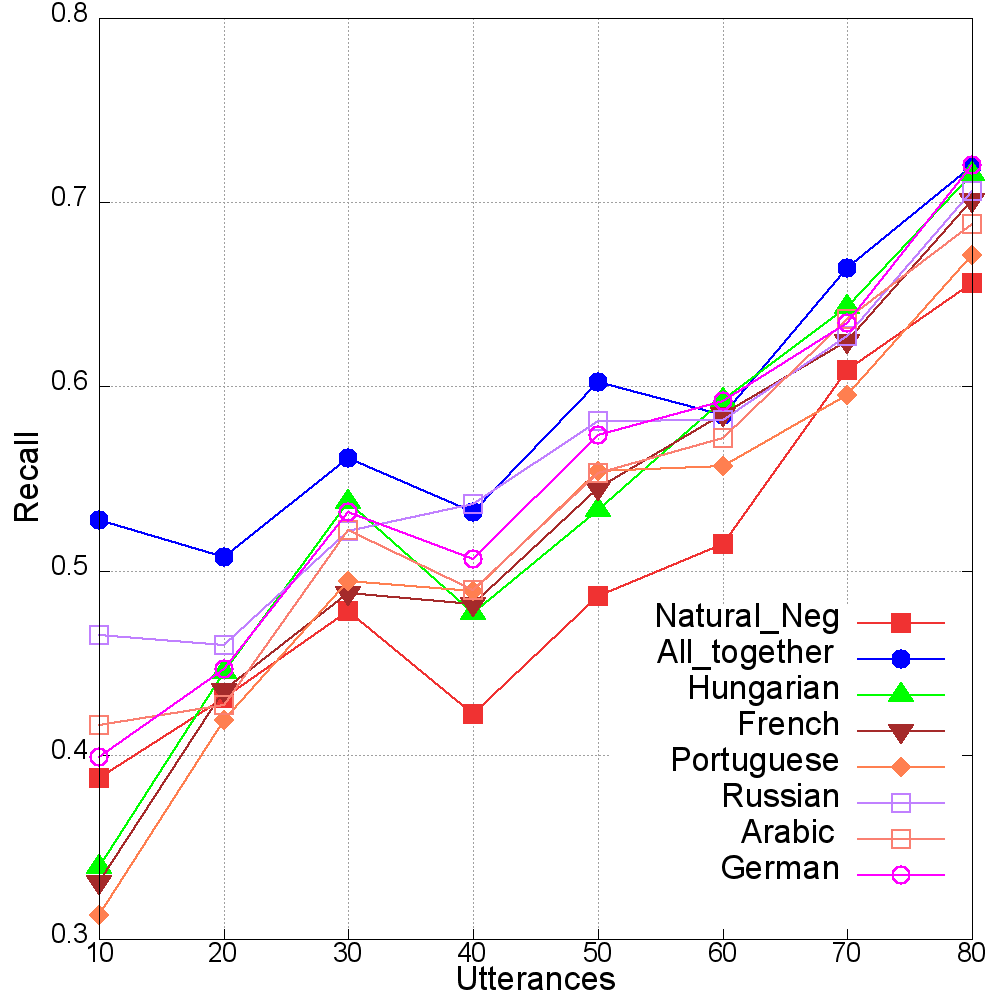 0.8
0.7
0.6
0.5
0.4
0.3
Recall
Natural_Neg
All_together
Hungarian
French
Portuguese
Russian
Arabic
German
10 20 30 40 50 60 70 80
Utterances